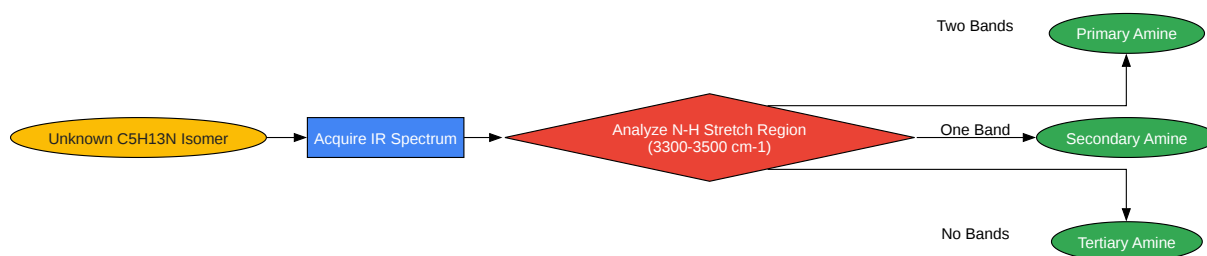 Two Bands
Primary Amine
Unknown C5H13N Isomer
Acquire IR Spectrum
Analyze N-H Stretch Region
(3300-3500 cm-1)
One Band
Secondary Amine
No Bands
Tertiary Amine